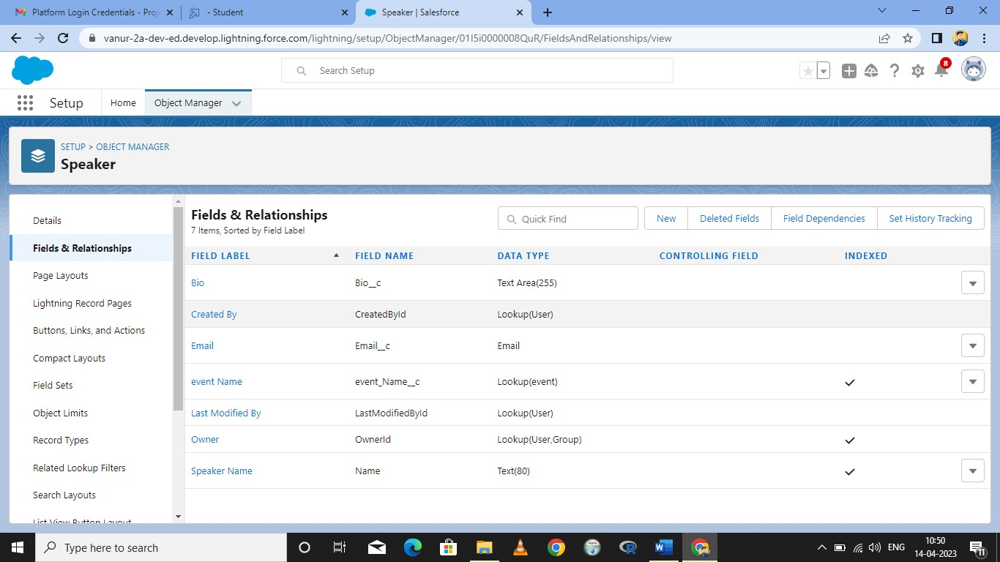 Platform Login Credentials - Proj
- Student
Speaker | Salesforce
vanur-2a-dev-ed.develop.lightning.force.com/lightning/setup/ObjectManager/01I5i0000008QuR/FieldsAndRelationships/view
Search Setup
8
Setup
Home
Object Manager
SETUP > OBJECT MANAGER
Speaker
Details
Fields & Relationships
Page Layouts
Lightning Record Pages
Buttons, Links, and Actions
Compact Layouts
Field Sets
Object Limits
Record Types
Related Lookup Filters
Search Layouts
List View Button Layout
Fields & Relationships
7 Items, Sorted by Field Label
Quick Find
New
Deleted Fields
Field Dependencies
Set History Tracking
FIELD LABEL FIELD NAME DATA TYPE CONTROLLING FIELD INDEXED
Bio Bio__c Text Area(255)
Created By CreatedById Lookup(User)
Email Email__c Email
event Name event_Name__c Lookup(event)
Last Modified By LastModifiedById Lookup(User)
Owner OwnerId Lookup(User,Group)
Speaker Name Name Text(80)
Type here to search
ENG
10:50
14-04-2023
11